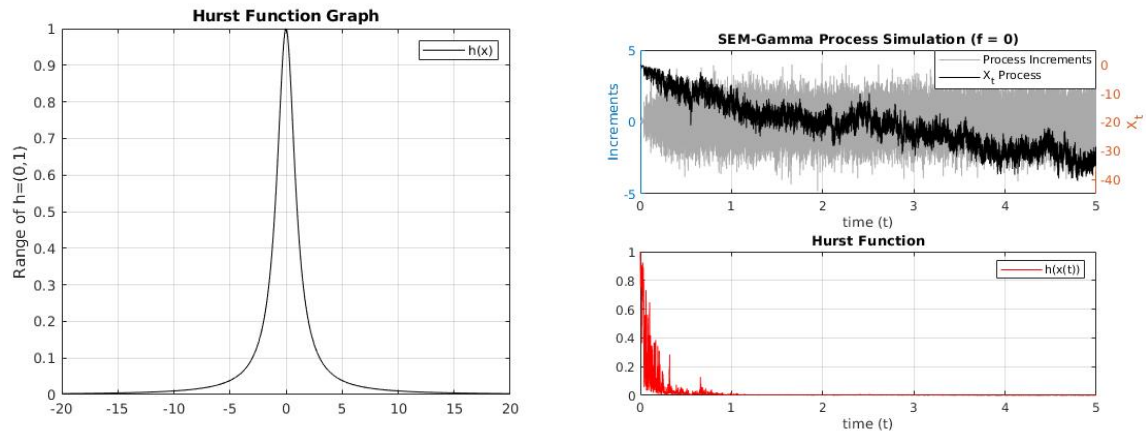 Hurst Function Graph
h(x)
Range of h=(0,1)
1
0.9
0.8
0.7
0.6
0.5
0.4
0.3
0.2
0.1
0
-20 -15 -10 -5 0 5 10 15 20
SEM-Gamma Process Simulation (f = 0)
Process Increments
X_t Process
Increments
5
0
-5
X_t
0
-10
-20
-30
-40
0 1 2 3 4 5
time (t)
Hurst Function
h(x(t))
1
0.8
0.6
0.4
0.2
0
0 1 2 3 4 5
time (t)